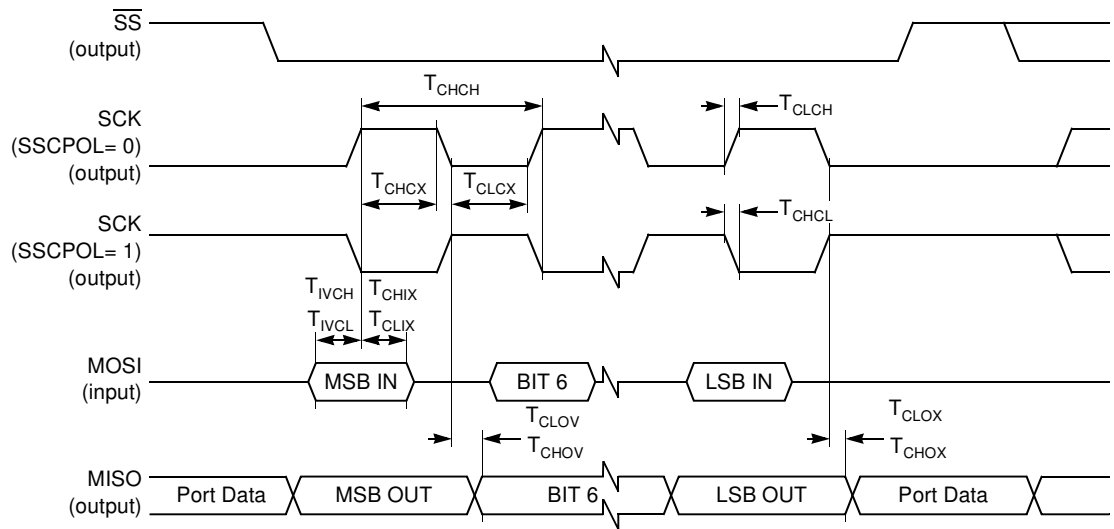 SS
(output)
T_CHCH
T_CLCH
SCK
(SSCPOL= 0)
(output)
T_CHCX
T_CLCX
T_CHCL
SCK
(SSCPOL= 1)
(output)
T_IVCH T_CHIX
T_IVCL T_CLIX
MOSI
(input)
MSB IN
BIT 6
LSB IN
T_CLOV
T_CHOV
T_CLOX
T_CHOX
MISO
(output)
Port Data
MSB OUT
BIT 6
LSB OUT
Port Data